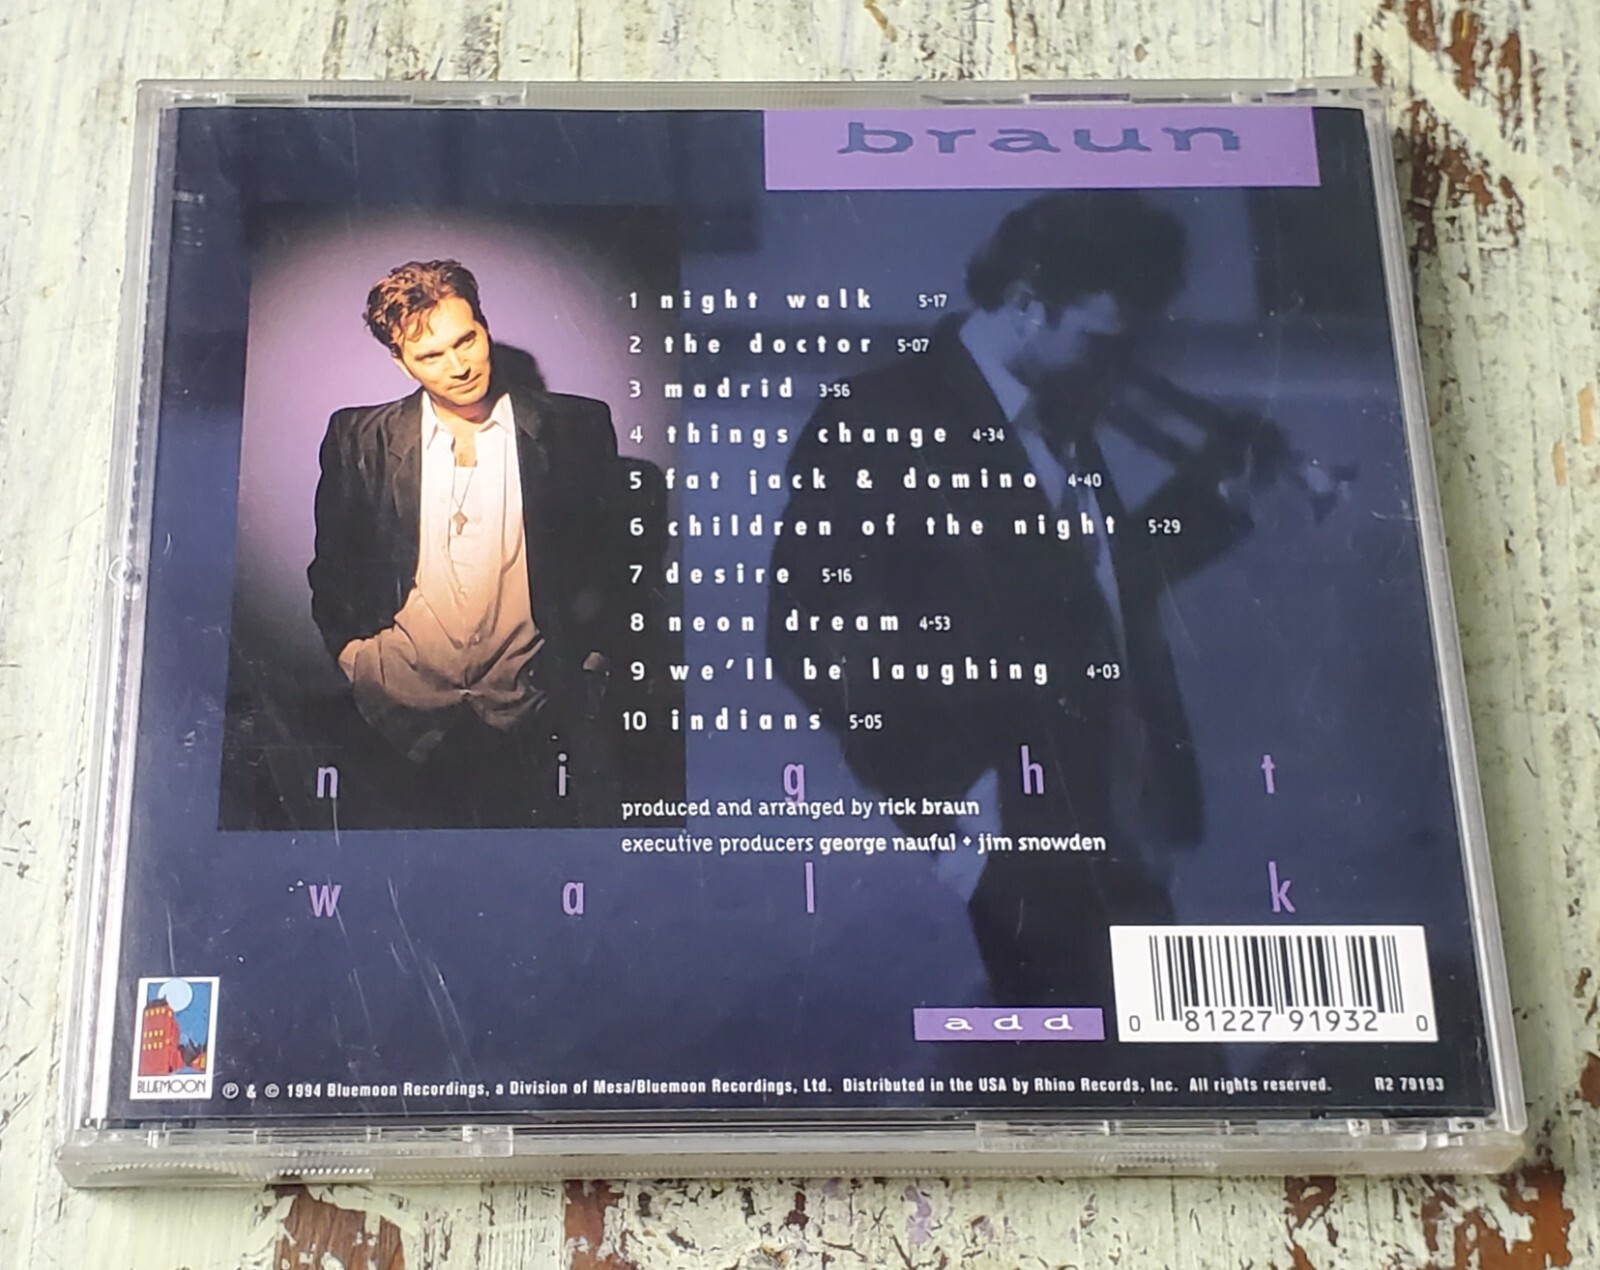 braun
1 night walk 5-17
2 the doctor 5-07
3 madrid 3-56
4 things change 4-34
5 fat jack & domino 4-40
6 children of the night 5-29
7 desire 5-16
8 neon dream 4-53
9 we'll be laughing 4-03
10 indians 5-05
night
produced and arranged by rick braun
executive producers george nauful + jim snowden
walk
add
0 81227 91932 0
BLUEMOON
℗ & © 1994 Bluemoon Recordings, a Division of Mesa/Bluemoon Recordings, Ltd. Distributed in the USA by Rhino Records, Inc. All rights reserved. R2 79193